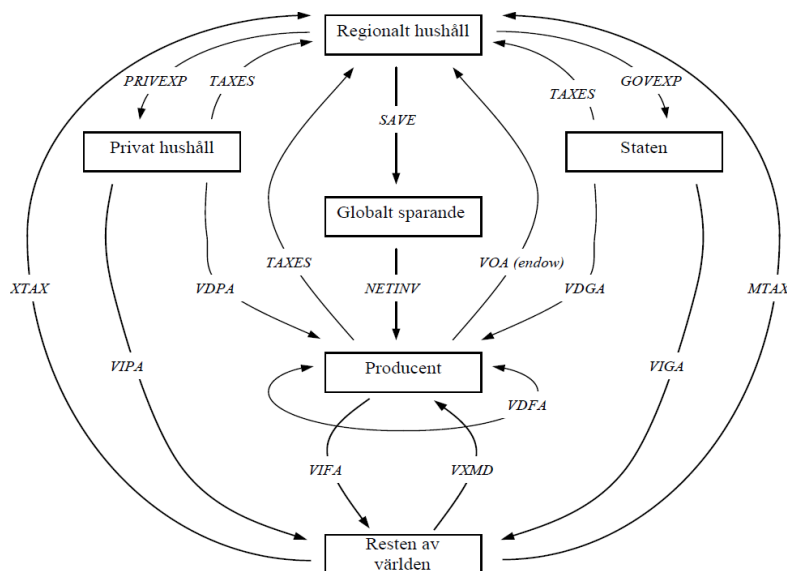 Regionalt hushåll
PRIVEXP
TAXES
TAXES
GOVEXP
SAVE
Privat hushåll
Staten
Globalt sparande
TAXES
VOA (endow)
XTAX
VDPA
NETINV
VDGA
MTAX
VIPA
Producent
VIGA
VDFA
VIFA
VXMD
Resten av
världen